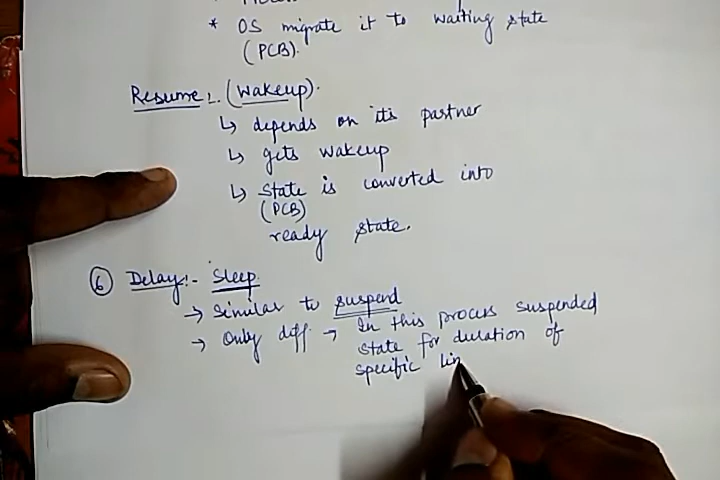 * OS migrate it to waiting state
(PCB).
Resume:- (Wakeup).
↳ depends on its partner
↳ gets wakeup
↳ state is converted into
(PCB)
ready state.
⑥ Delay:- Sleep.
→ Similar to suspend
→ Only diff → In this process suspended
state for duration of
specific